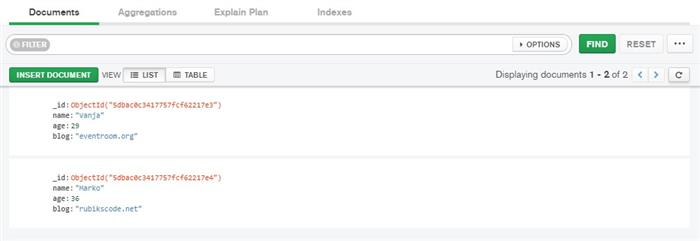 Documents Aggregations Explain Plan Indexes
FILTER OPTIONS FIND RESET ...
INSERT DOCUMENT VIEW LIST TABLE Displaying documents 1 - 2 of 2
_id:ObjectId("5dbac0c3417757fcf62217e3")
name:"Vanja"
age:29
blog:"eventroom.org"
_id:ObjectId("5dbac0c3417757fcf62217e4")
name:"Marko"
age:36
blog:"rubikscode.net"